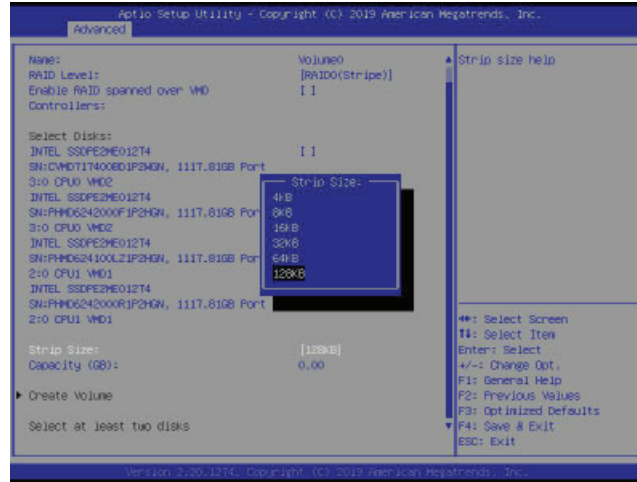 Aptio Setup Utility - Copyright (C) 2019 American Megatrends, Inc.
Advanced
Name: Volume0
RAID Level: [RAID0(Stripe)]
Enable RAID spanned over VMD [ ]
Controllers:
Select Disks:
INTEL SSDPE2ME012T4 [ ]
SN:CVMD717400BD1P2MGN, 1117.81GB Port
3:0 CPU0 VMD2
INTEL SSDPE2ME012T4
SN:PHMD6242000F1P2HGN, 1117.81GB Por
3:0 CPU0 VMD2
INTEL SSDPE2ME012T4
SN:PHMD624100LZ1P2HGN, 1117.81GB Por
2:0 CPU1 VMD1
INTEL SSDPE2ME012T4
SN:PHMD6242000R1P2HGN, 1117.81GB Port
2:0 CPU1 VMD1
Strip Size: [128KB]
Capacity (GB): 0.00
Create Volume
Select at least two disks
Strip Size:
4KB
8KB
16KB
32KB
64KB
128KB
Strip size help
↔: Select Screen
↑↓: Select Item
Enter: Select
+/-: Change Opt.
F1: General Help
F2: Previous Values
F3: Optimized Defaults
F4: Save & Exit
ESC: Exit
Version 2.20.1274. Copyright (C) 2019 American Megatrends, Inc.